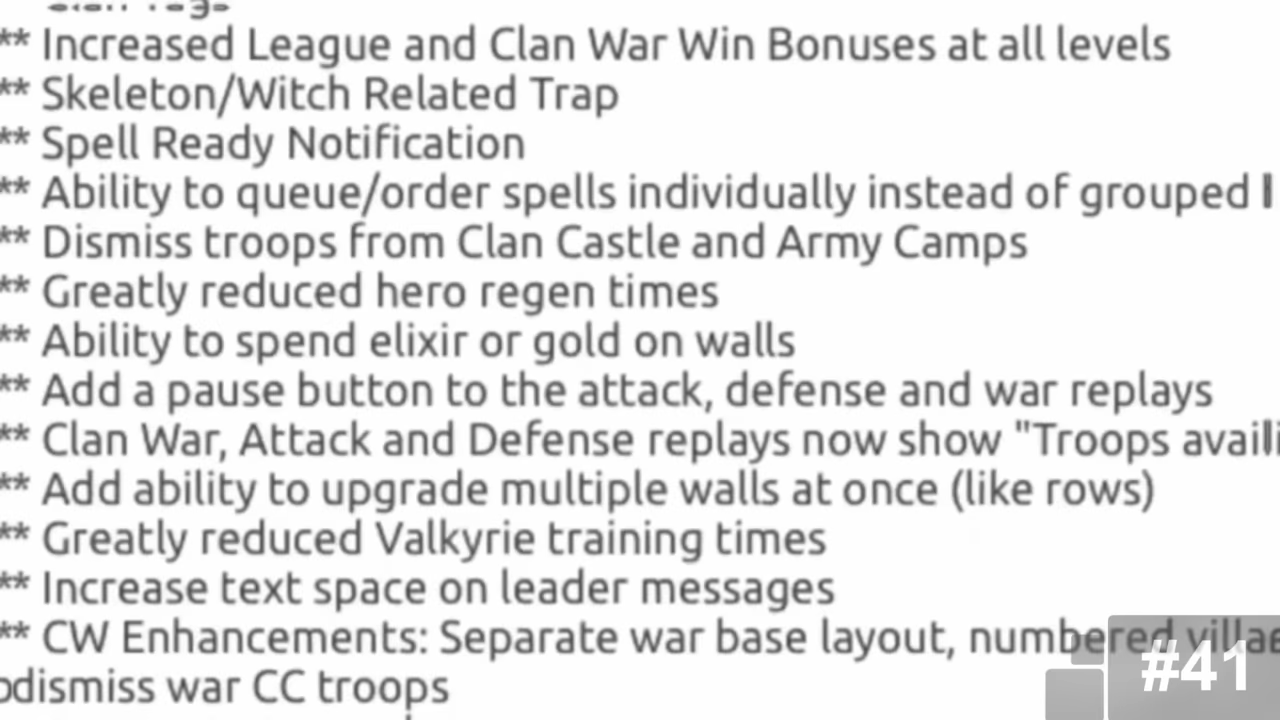 ** Increased League and Clan War Win Bonuses at all levels
** Skeleton/Witch Related Trap
** Spell Ready Notification
** Ability to queue/order spells individually instead of grouped
** Dismiss troops from Clan Castle and Army Camps
** Greatly reduced hero regen times
** Ability to spend elixir or gold on walls
** Add a pause button to the attack, defense and war replays
** Clan War, Attack and Defense replays now show "Troops
** Add ability to upgrade multiple walls at once (like rows)
** Greatly reduced Valkyrie training times
** Increase text space on leader messages
** CW Enhancements: Separate war base layout, numbered
war CC troops
#41